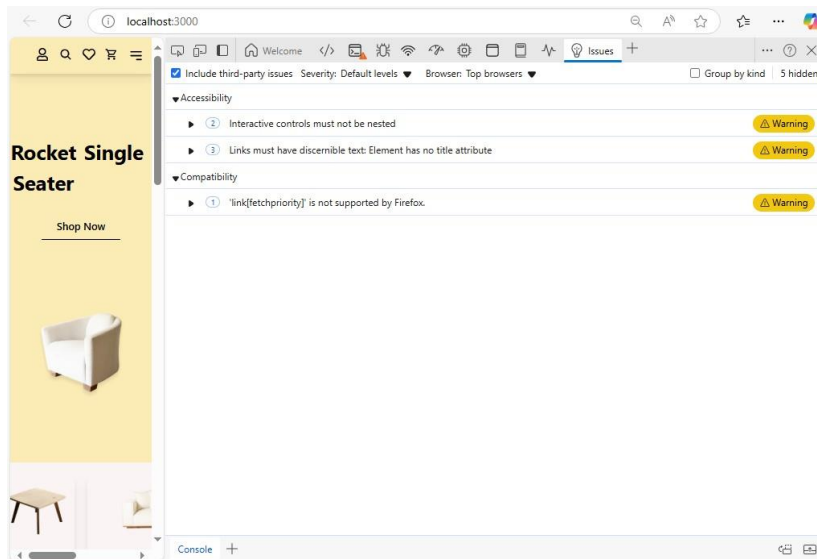 localhost:3000
Welcome
Issues
Include third-party issues Severity: Default levels Browser: Top browsers Group by kind 5 hidden
Accessibility
2 Interactive controls must not be nested Warning
3 Links must have discernible text: Element has no title attribute Warning
Compatibility
1 'link[fetchpriority]' is not supported by Firefox. Warning
Rocket Single
Seater
Shop Now
Console